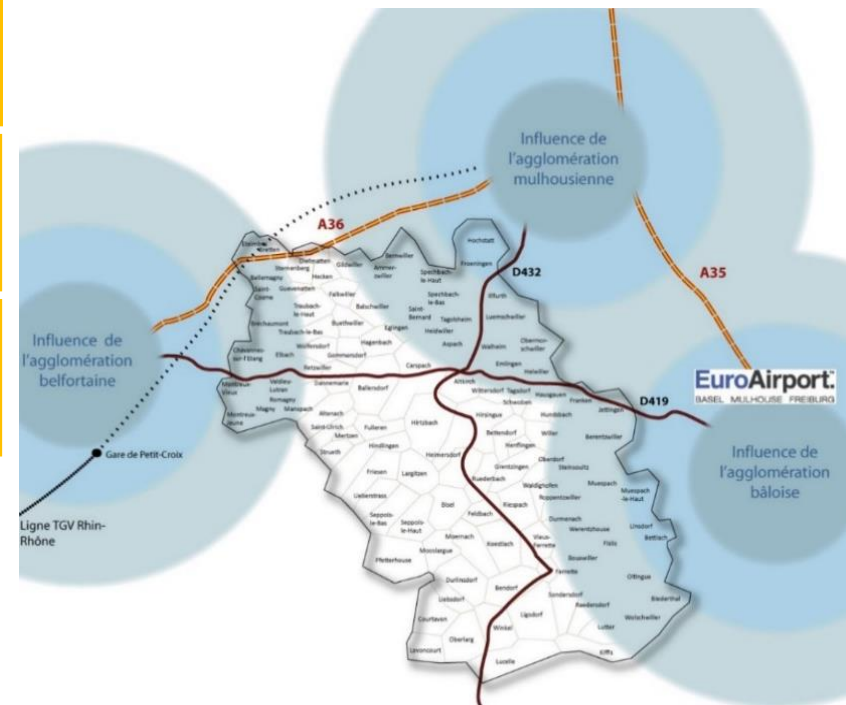 Influence de
l'agglomération
mulhousienne
A36
A35
D432
D419
Influence de
l'agglomération
belfortaine
EuroAirport.
BASEL MULHOUSE FREIBURG
Influence de
l'agglomération
bâloise
Gare de Petit-Croix
Ligne TGV Rhin-
Rhône
Hochstatt
Froeningen
Bernwiller
Gildwiller
Ammer-
zwiller
Spechbach-
le-Haut
Diefmatten
Sternenberg
Hecken
Bellemagny
Saint-
Cosme
Guevenatten
Falkwiller
Spechbach-
le-Bas
Illfurth
Traubach-
le-Haut
Balschwiller
Saint-
Bernard
Tagolsheim
Luemschwiller
Bréchaumont
Traubach-le-Bas
Buethwiller
Eglingen
Heidwiller
Hagenbach
Aspach
Walheim
Obermor-
schwiller
Chavannes-
sur-l'Etang
Elbach
Wolfersdorf
Gommersdorf
Retzwiller
Carspach
Emlingen
Heiwiller
Montreux-
Vieux
Valdieu-
Lutran
Dannemarie
Ballersdorf
Altkirch
Wittersdorf
Tagsdorf
Hausgauen
Franken
Jettingen
Romagny
Magny
Manspach
Montreux-
Jeune
Altenach
Saint-Ulrich
Mertzen
Fulleren
Hirtzbach
Hirsingue
Schwoben
Hundsbach
Strueth
Hindlingen
Heimersdorf
Bettendorf
Willer
Berentzwiller
Henflingen
Oberdorf
Friesen
Largitzen
Grentzingen
Steinsoultz
Ruederbach
Waldighofen
Muespach
Muespach
-le-Haut
Ueberstrass
Bisel
Riespach
Roppentzwiller
Feldbach
Durmenach
Seppois-
le-Bas
Seppois-
le-Haut
Werentzhouse
Linsdorf
Bettlach
Moernach
Koestlach
Vieux-
Ferrette
Fislis
Pfetterhouse
Mooslargue
Bouxwiller
Ferrette
Oltingue
Durlinsdorf
Bendorf
Sondersdorf
Raedersdorf
Biederthal
Liebsdorf
Wolschwiller
Courtavon
Winkel
Ligsdorf
Lutter
Oberlarg
Kiffis
Levoncourt
Lucelle